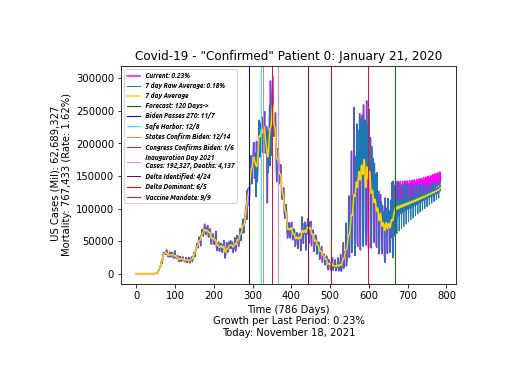 Covid-19 - "Confirmed" Patient 0: January 21, 2020
US Cases (Mil): 62,689,327
Mortality: 767,433 (Rate: 1.62%)
300000
250000
200000
150000
100000
50000
0
Current: 0.23%
7 day Raw Average: 0.18%
7 day Average
Forecast: 120 Days->
Biden Passes 270: 11/7
Safe Harbor: 12/8
States Confirm Biden: 12/14
Congress Confirms Biden: 1/6
Inauguration Day 2021
Cases: 192,327, Deaths: 4,137
Delta Identified: 4/24
Delta Dominant: 6/5
Vaccine Mandate: 9/9
0 100 200 300 400 500 600 700 800
Time (786 Days)
Growth per Last Period: 0.23%
Today: November 18, 2021